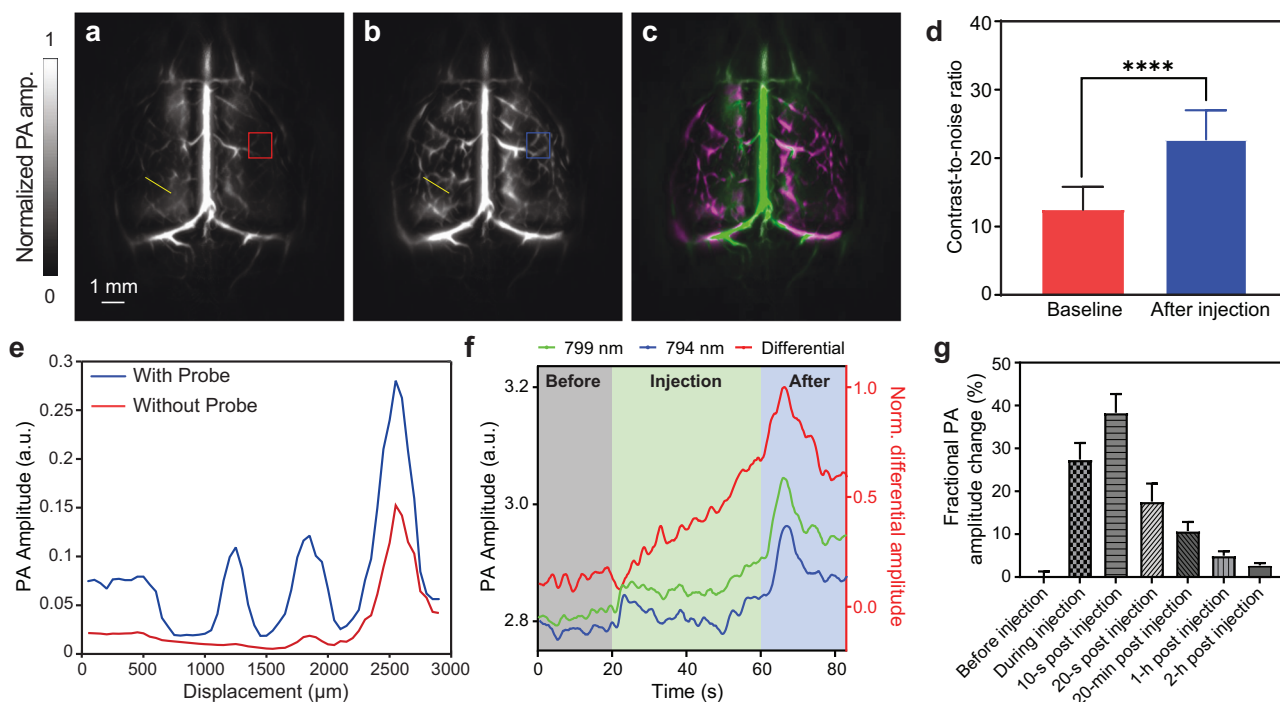 a
b
c
d
Normalized PA amp.
1
0
1 mm
Contrast-to-noise ratio
40
30
20
10
0
****
Baseline
After injection
e
PA Amplitude (a.u.)
0.3
0.25
0.2
0.15
0.1
0.05
0
With Probe
Without Probe
0
500
1000
1500
2000
2500
3000
Displacement (µm)
f
799 nm
794 nm
Differential
Before
Injection
After
PA Amplitude (a.u.)
3.2
3.0
2.8
2.75
0
20
40
60
80
Time (s)
1.0
0.5
0.0
Norm. differential amplitude
g
Fractional PA
amplitude change (%)
50
40
30
20
10
0
Before injection
During injection
10-s post injection
20-s post injection
20-min post injection
1-h post injection
2-h post injection